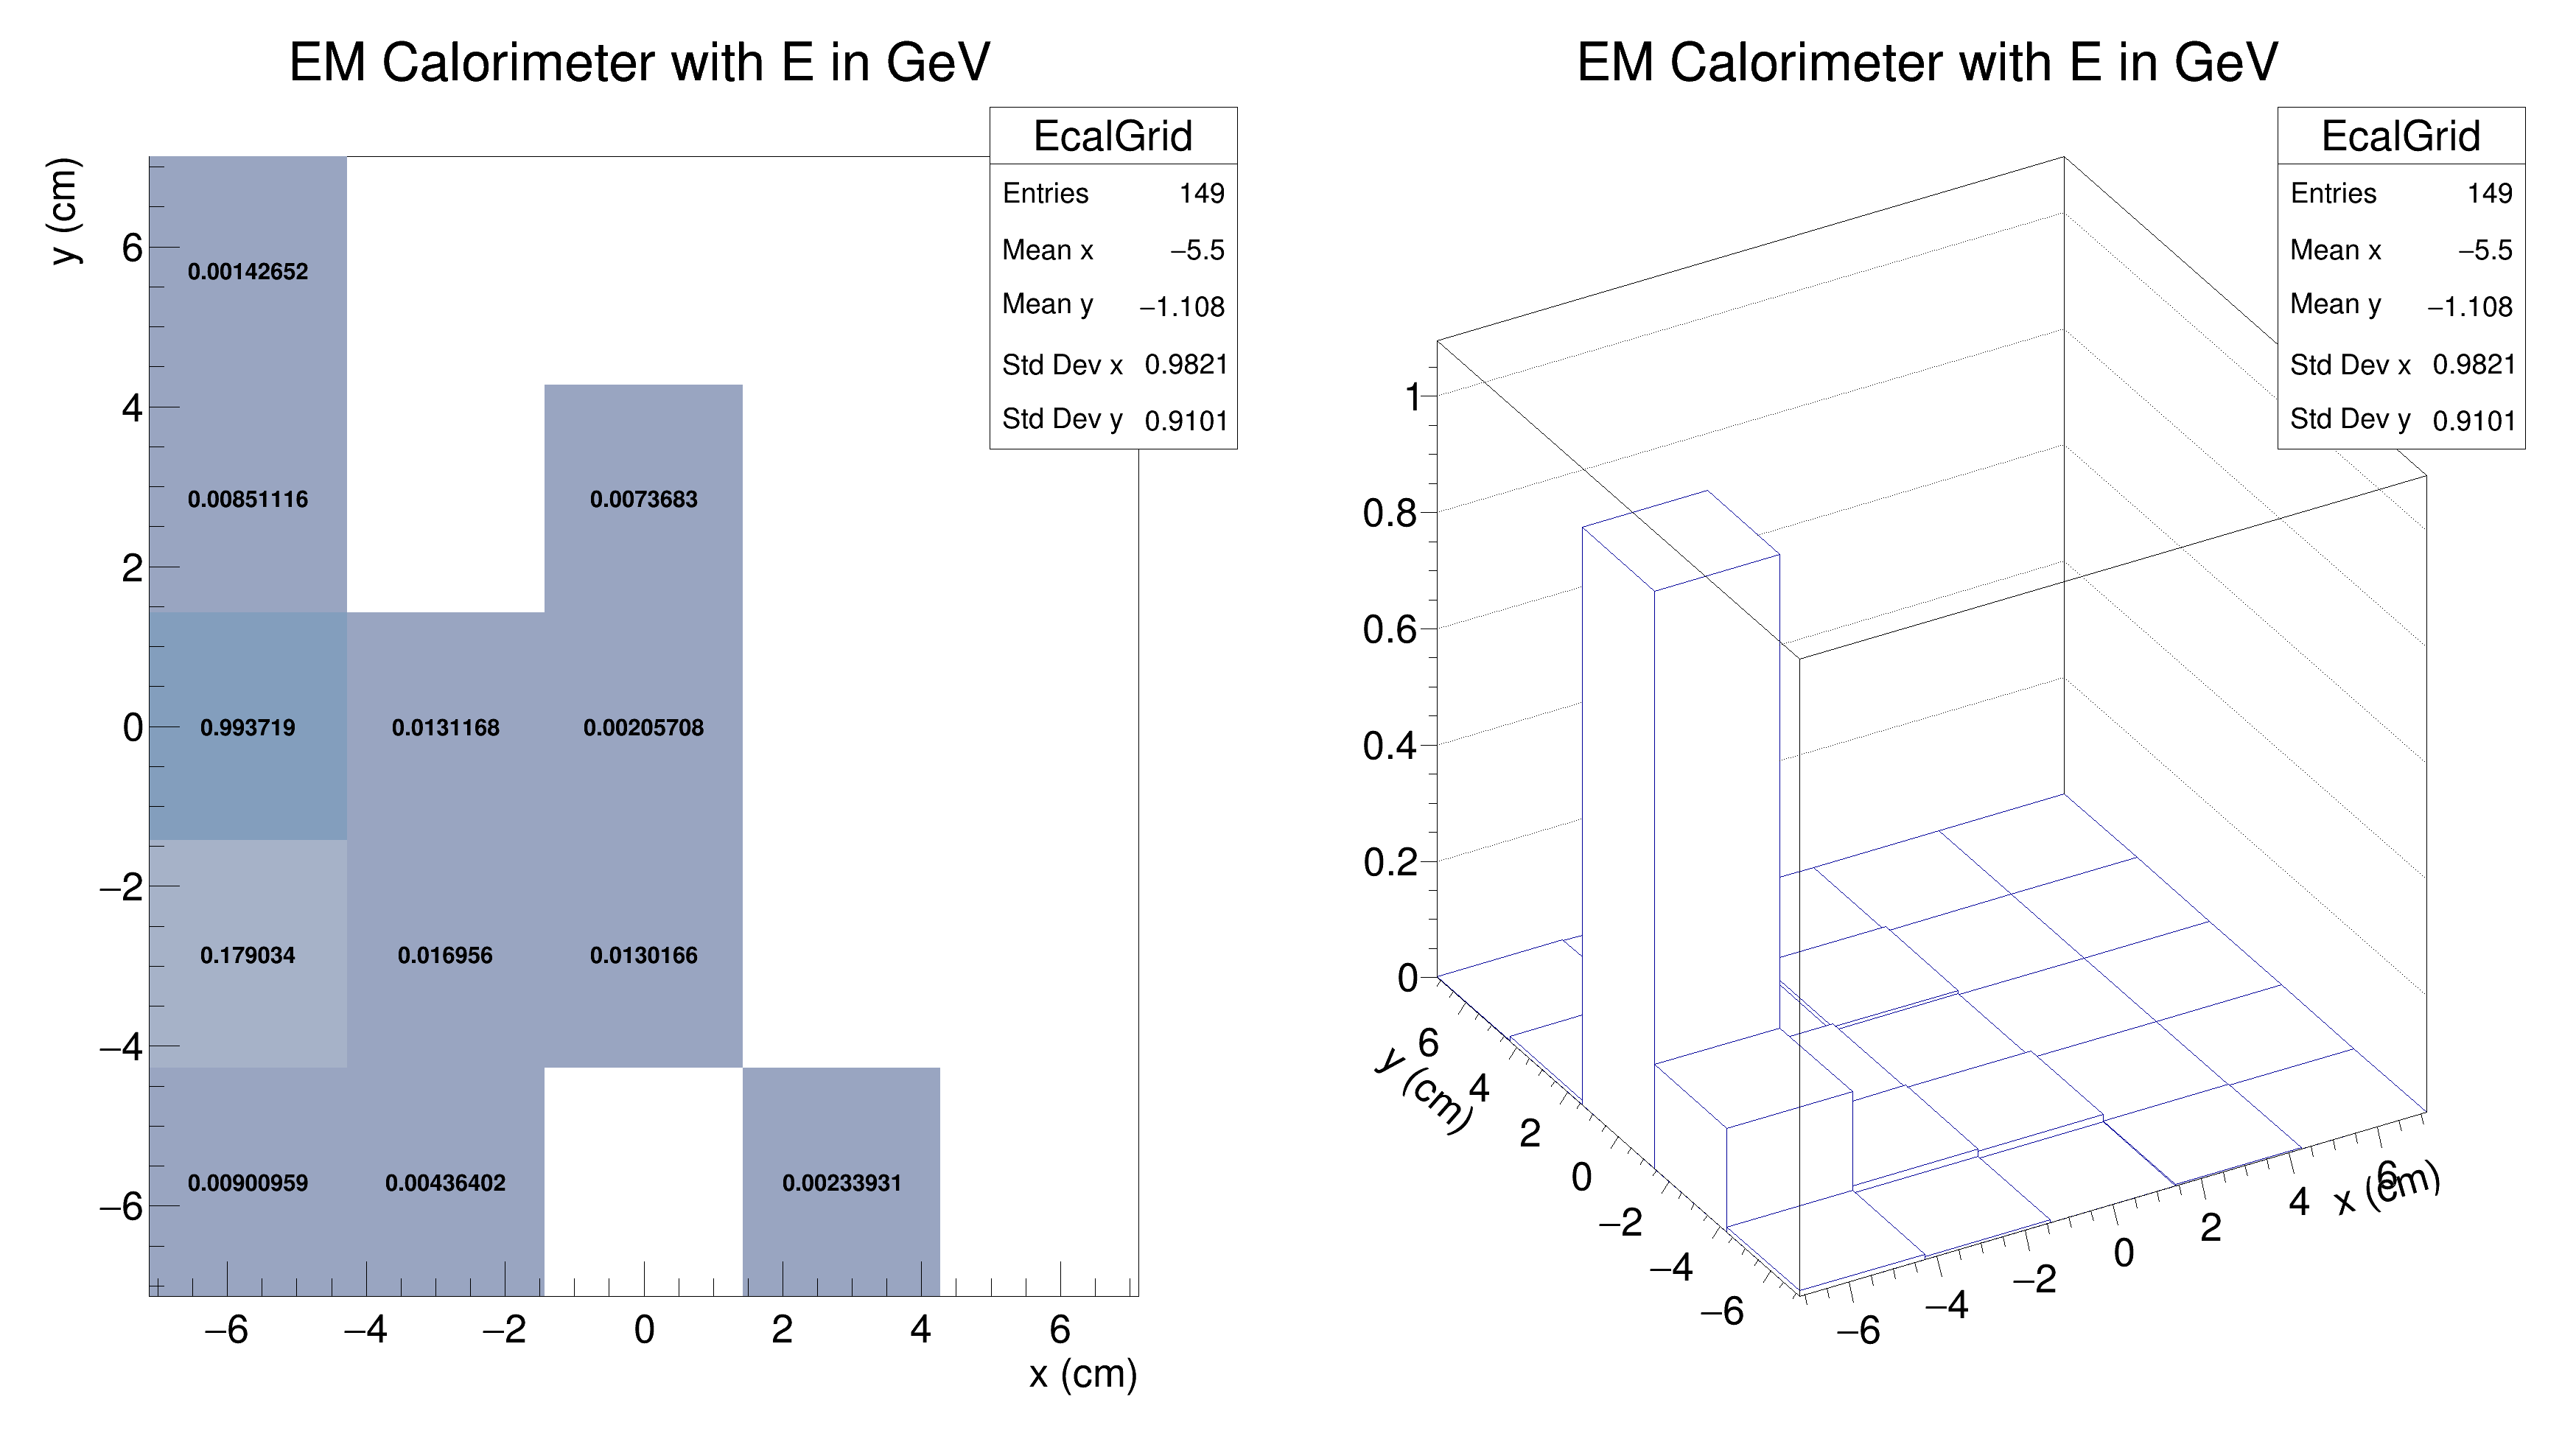 EM Calorimeter with E in GeV
EcalGrid
Entries 149
Mean x −5.5
Mean y −1.108
Std Dev x 0.9821
Std Dev y 0.9101
y (cm)
6
4
2
0
−2
−4
−6
0.00142652
0.00851116 0.0073683
0.993719 0.0131168 0.00205708
0.179034 0.016956 0.0130166
0.00900959 0.00436402 0.00233931
−6 −4 −2 0 2 4 6
x (cm)
EM Calorimeter with E in GeV
EcalGrid
Entries 149
Mean x −5.5
Mean y −1.108
Std Dev x 0.9821
Std Dev y 0.9101
1
0.8
0.6
0.4
0.2
0
y (cm)
6
4
2
0
−2
−4
−6
−6 −4 −2 0 2 4 6
x (cm)